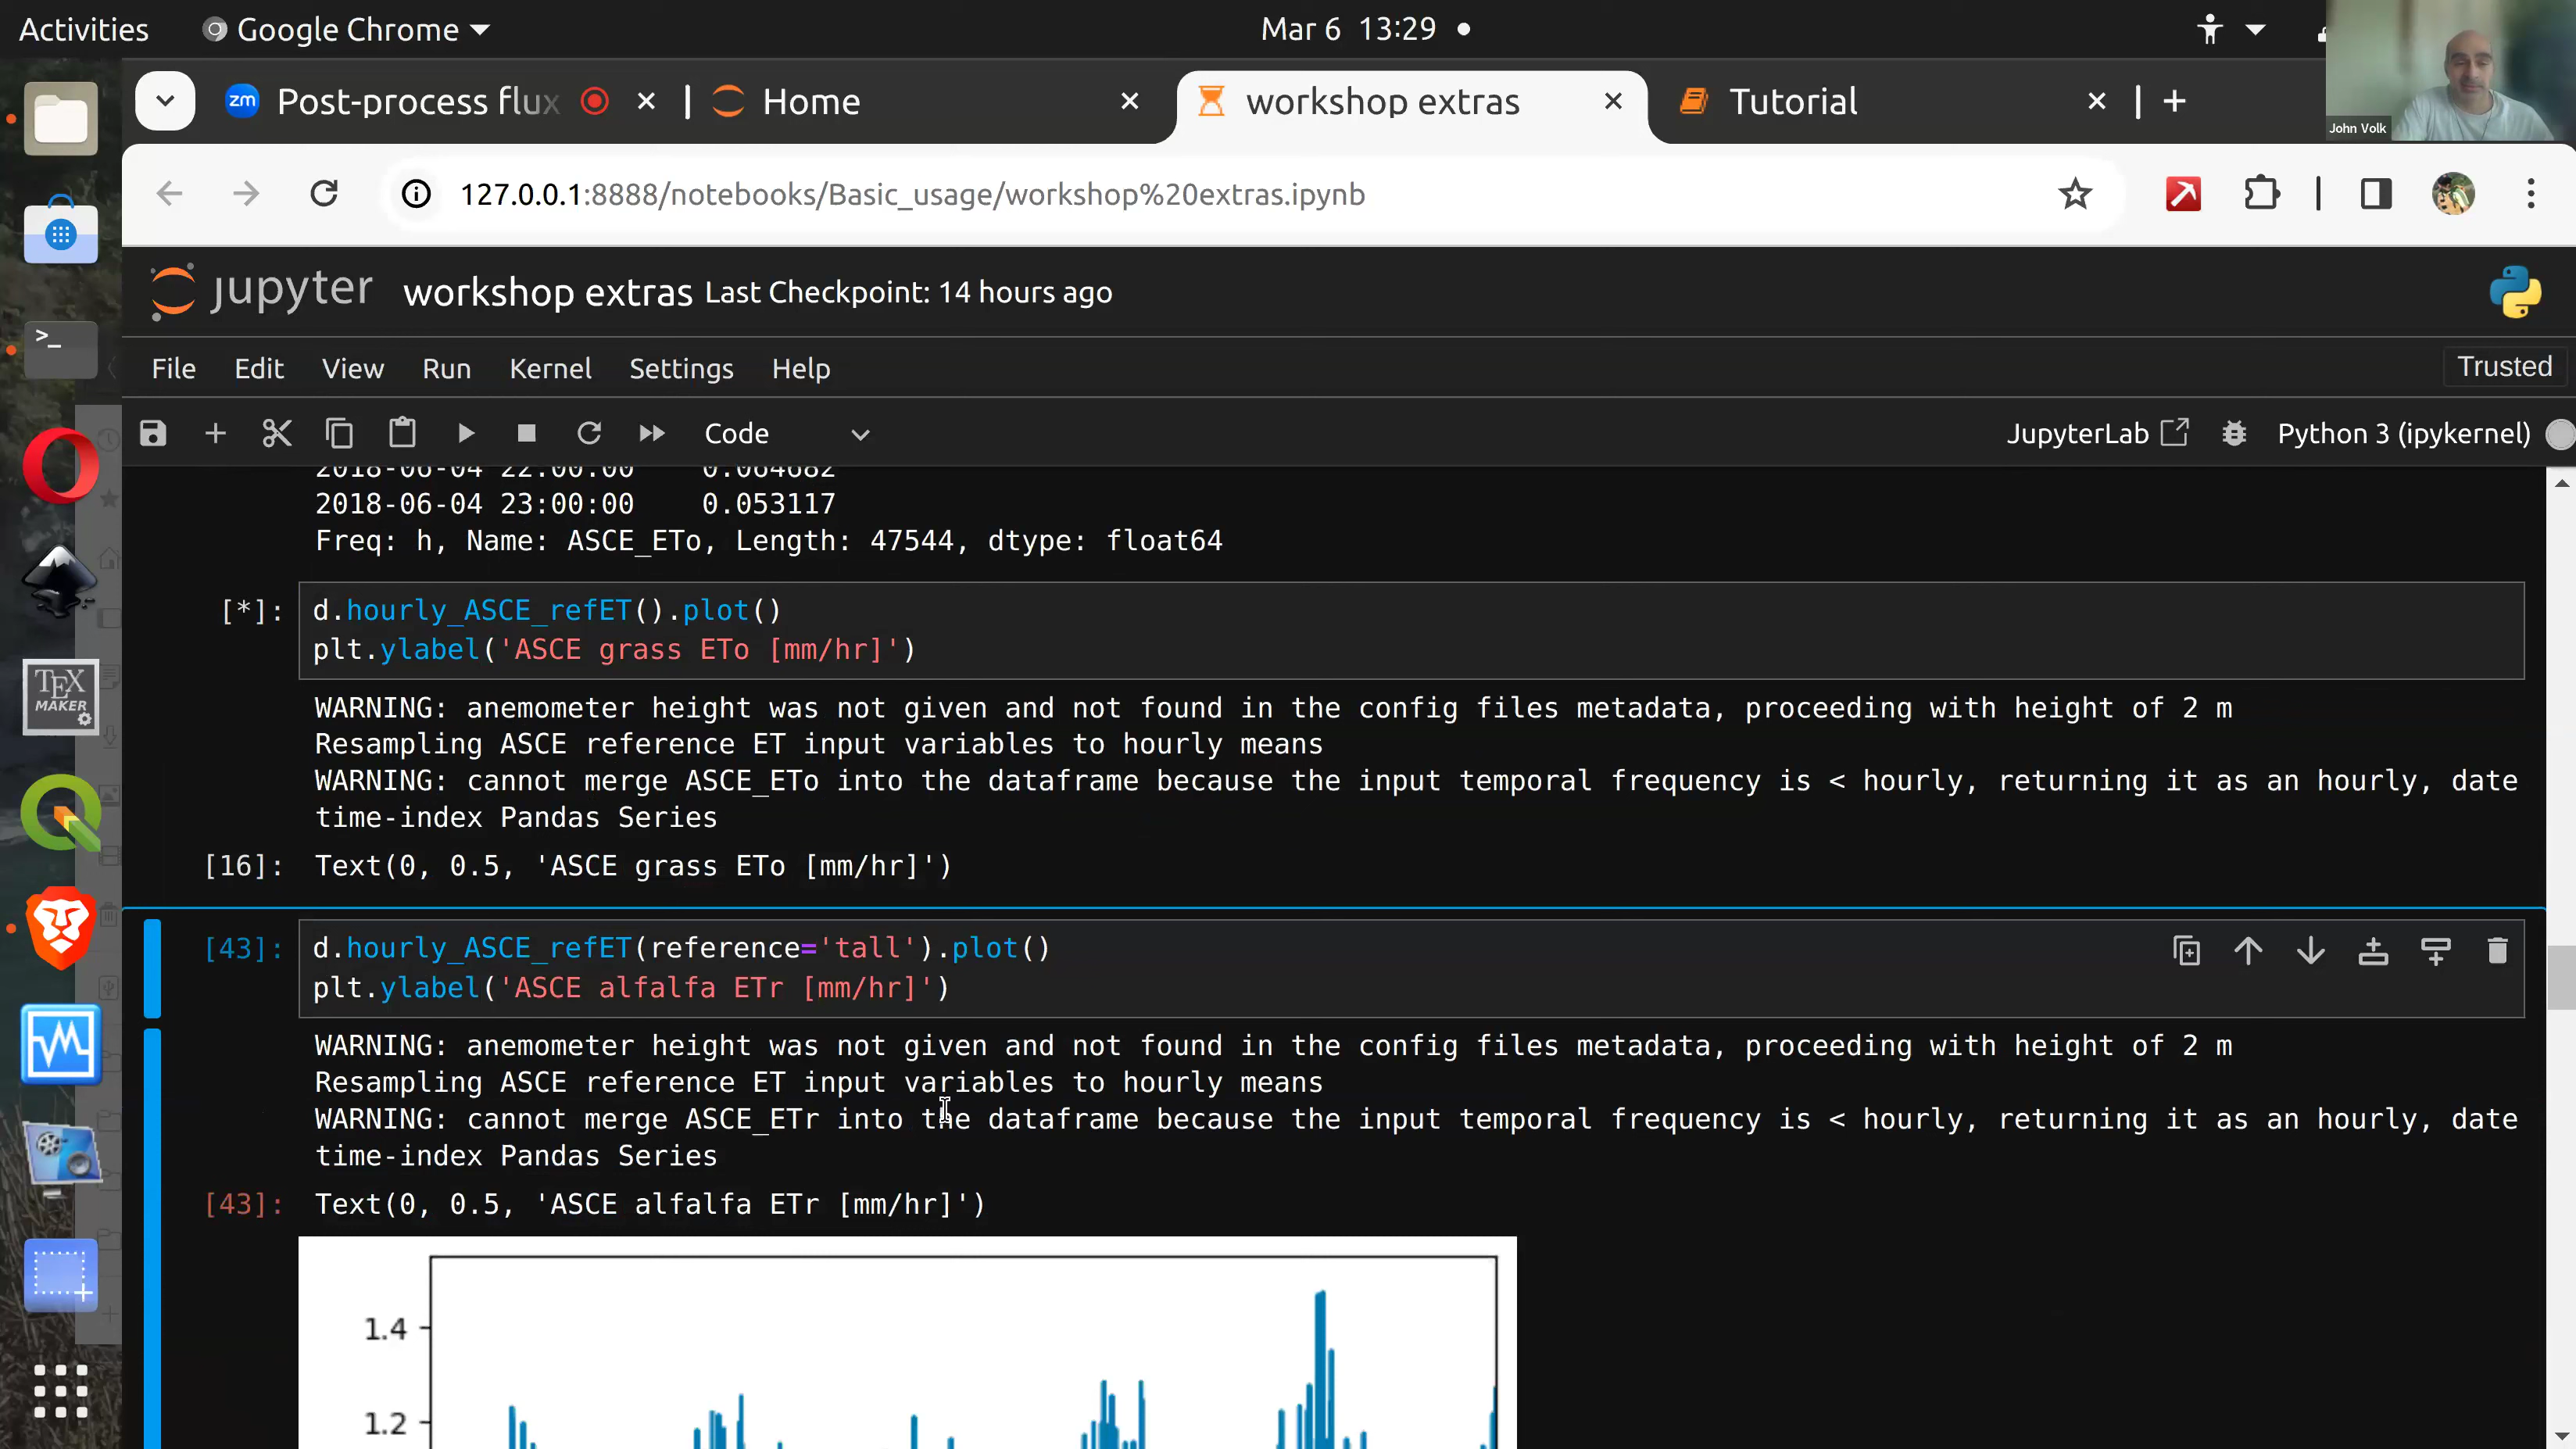 Activities
Google Chrome
Mar 6 13:29
John Volk
zm Post-process flux
Home
workshop extras
Tutorial
127.0.0.1:8888/notebooks/Basic_usage/workshop%20extras.ipynb
jupyter workshop extras Last Checkpoint: 14 hours ago
File Edit View Run Kernel Settings Help
Trusted
Code
JupyterLab
Python 3 (ipykernel)
2018-06-04 22:00:00 0.064682
2018-06-04 23:00:00 0.053117
Freq: h, Name: ASCE_ETo, Length: 47544, dtype: float64
[*]: d.hourly_ASCE_refET().plot()
plt.ylabel('ASCE grass ETo [mm/hr]')
WARNING: anemometer height was not given and not found in the config files metadata, proceeding with height of 2 m
Resampling ASCE reference ET input variables to hourly means
WARNING: cannot merge ASCE_ETo into the dataframe because the input temporal frequency is < hourly, returning it as an hourly, date
time-index Pandas Series
[16]: Text(0, 0.5, 'ASCE grass ETo [mm/hr]')
[43]: d.hourly_ASCE_refET(reference='tall').plot()
plt.ylabel('ASCE alfalfa ETr [mm/hr]')
WARNING: anemometer height was not given and not found in the config files metadata, proceeding with height of 2 m
Resampling ASCE reference ET input variables to hourly means
WARNING: cannot merge ASCE_ETr into the dataframe because the input temporal frequency is < hourly, returning it as an hourly, date
time-index Pandas Series
[43]: Text(0, 0.5, 'ASCE alfalfa ETr [mm/hr]')
1.4
1.2
>_
TEX
MAKER